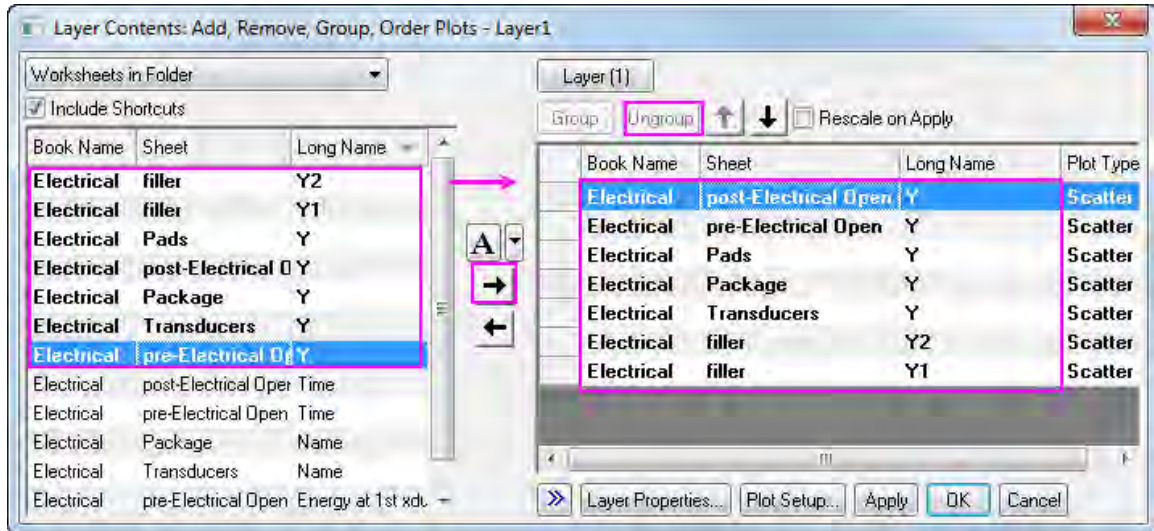 Layer Contents: Add, Remove, Group, Order Plots - Layer1
Worksheets in Folder
Include Shortcuts
Book Name Sheet Long Name
Electrical filler Y2
Electrical filler Y1
Electrical Pads Y
Electrical post-Electrical O Y
Electrical Package Y
Electrical Transducers Y
Electrical pre-Electrical Op Y
Electrical post-Electrical Oper Time
Electrical pre-Electrical Open Time
Electrical Package Name
Electrical Transducers Name
Electrical pre-Electrical Open Energy at 1st xdu
A
Layer (1)
Group Ungroup Rescale on Apply
Book Name Sheet Long Name Plot Type
Electrical post-Electrical Open Y Scatter
Electrical pre-Electrical Open Y Scatter
Electrical Pads Y Scatter
Electrical Package Y Scatter
Electrical Transducers Y Scatter
Electrical filler Y2 Scatter
Electrical filler Y1 Scatter
Layer Properties... Plot Setup... Apply OK Cancel